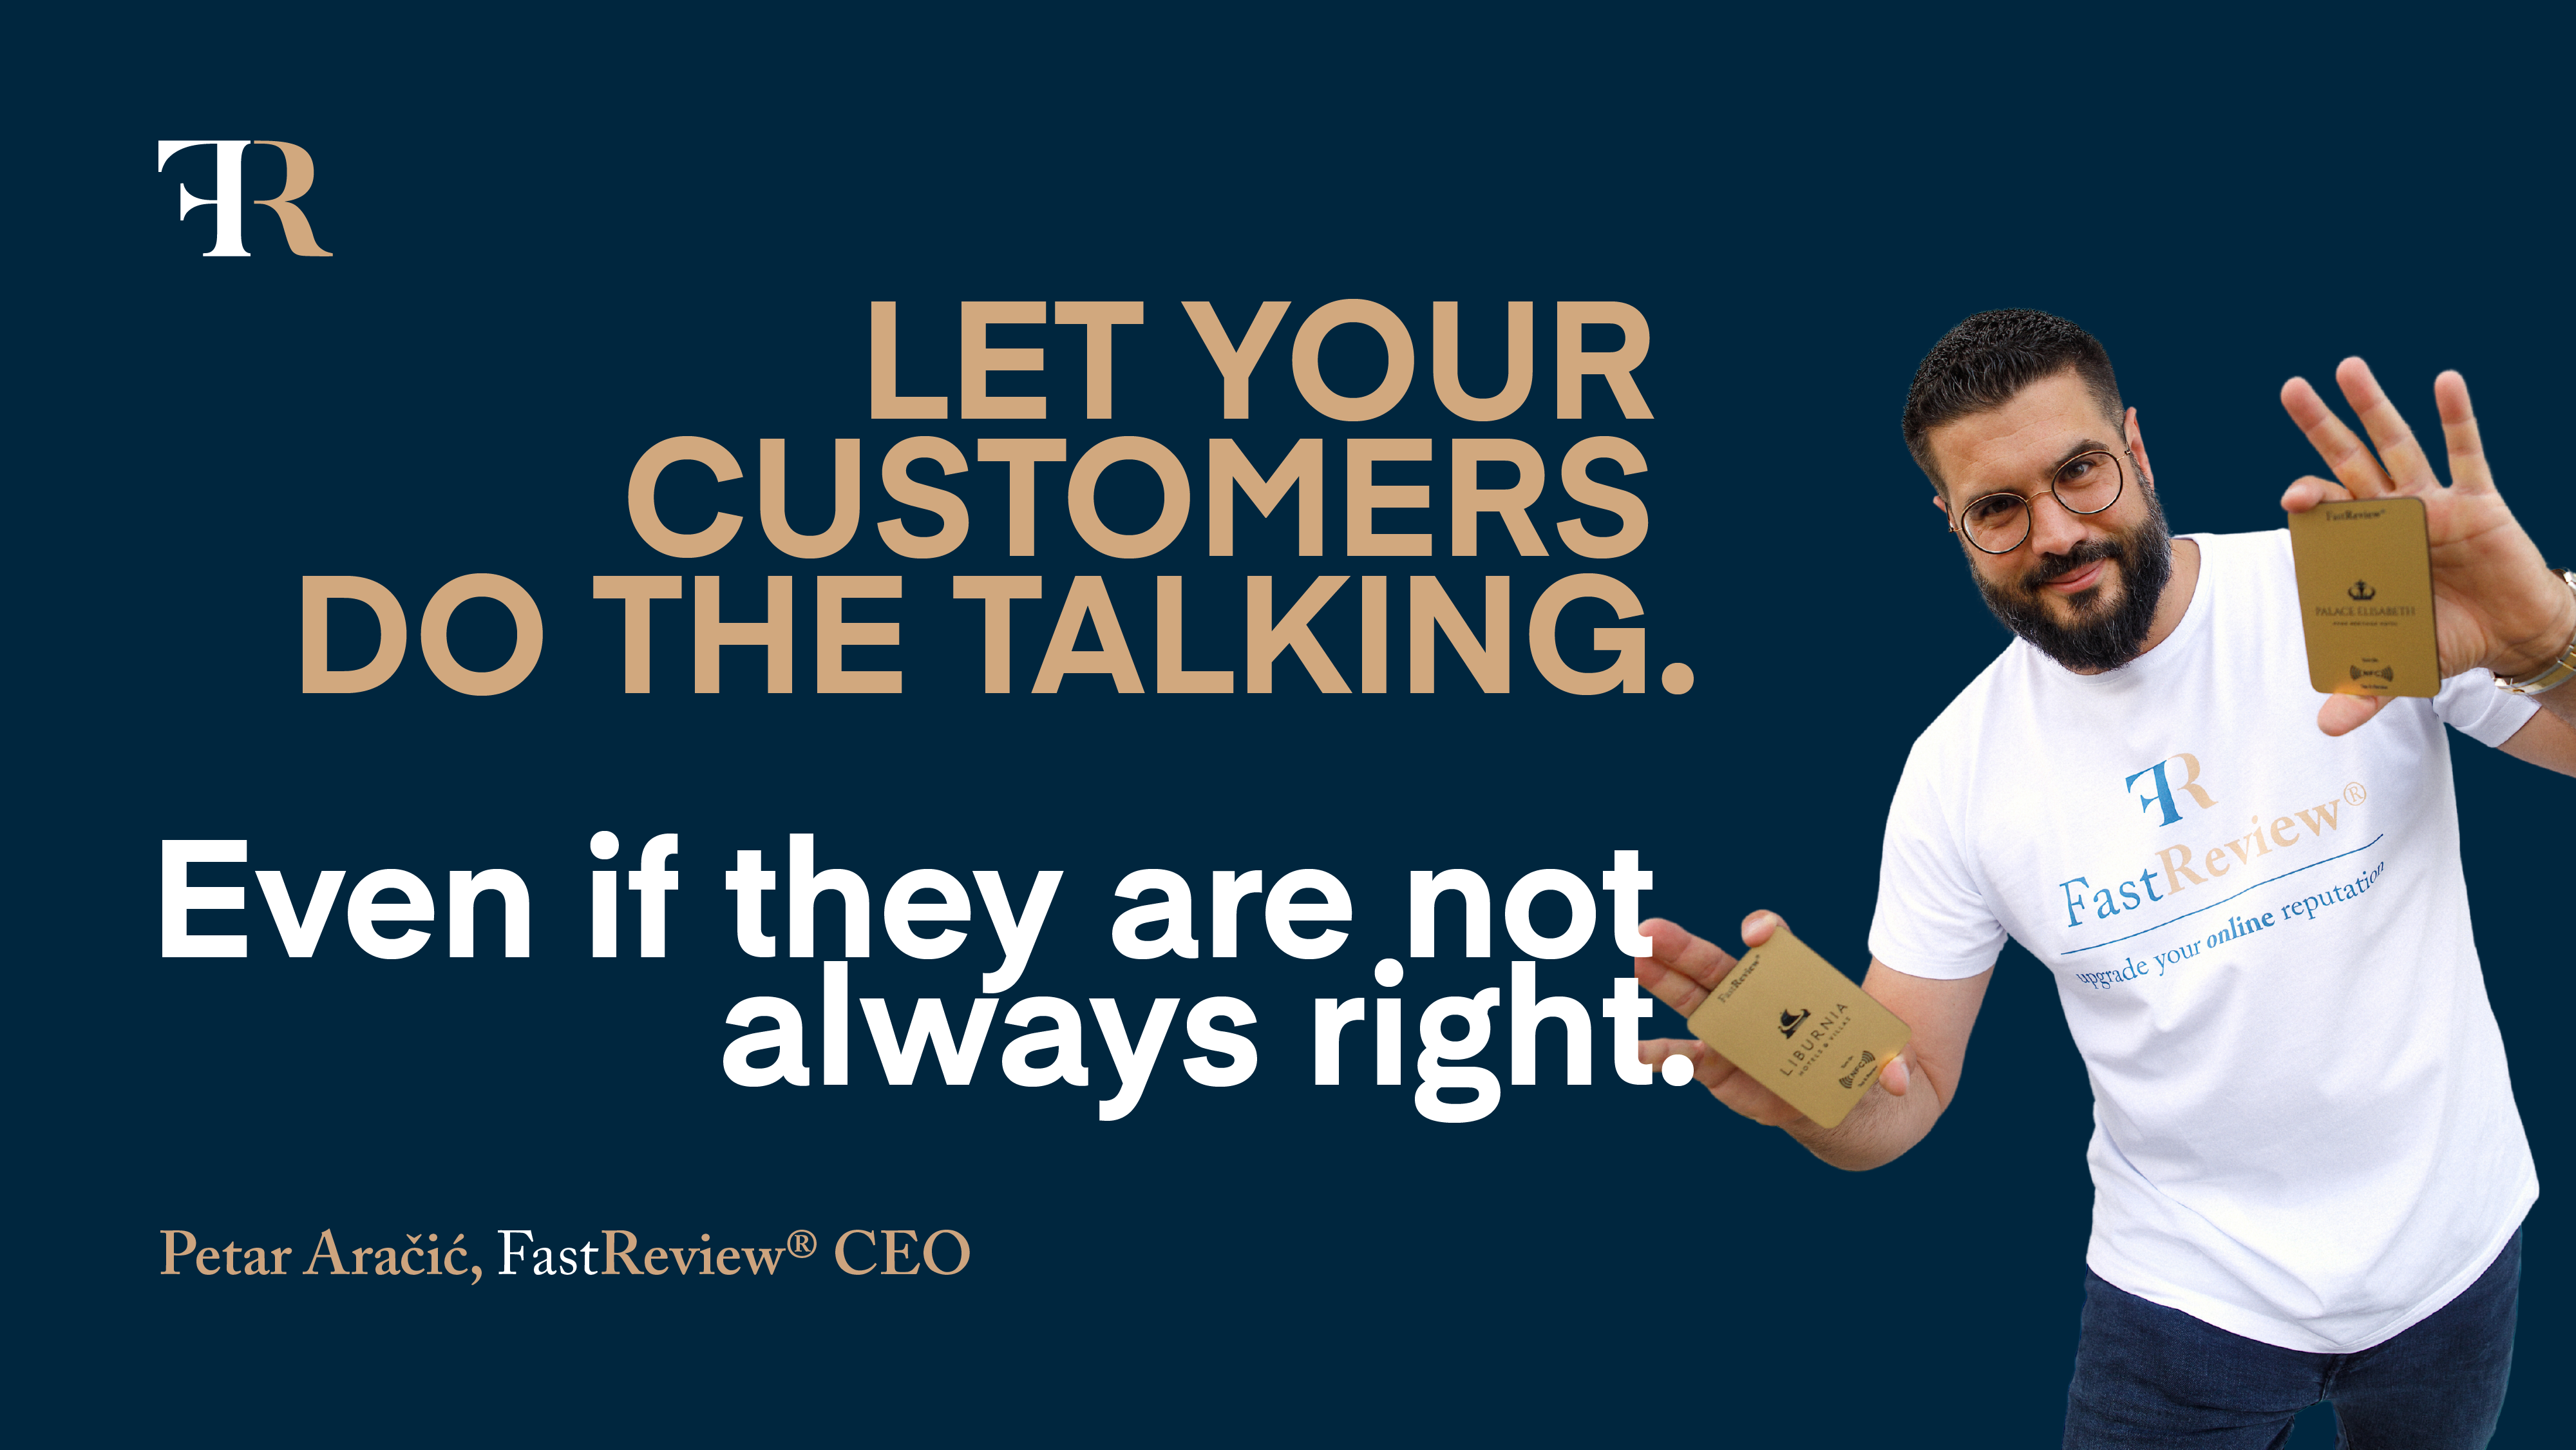 FR
LET YOUR
CUSTOMERS
DO THE TALKING.
Even if they are not
always right.
Petar Aračić, FastReview® CEO
FastReview®
PALACE ELISABETH
NFC
FR
FastReview®
upgrade your online reputation
FastReview®
LIBURNIA
HOTELS & VILLAS
NFC